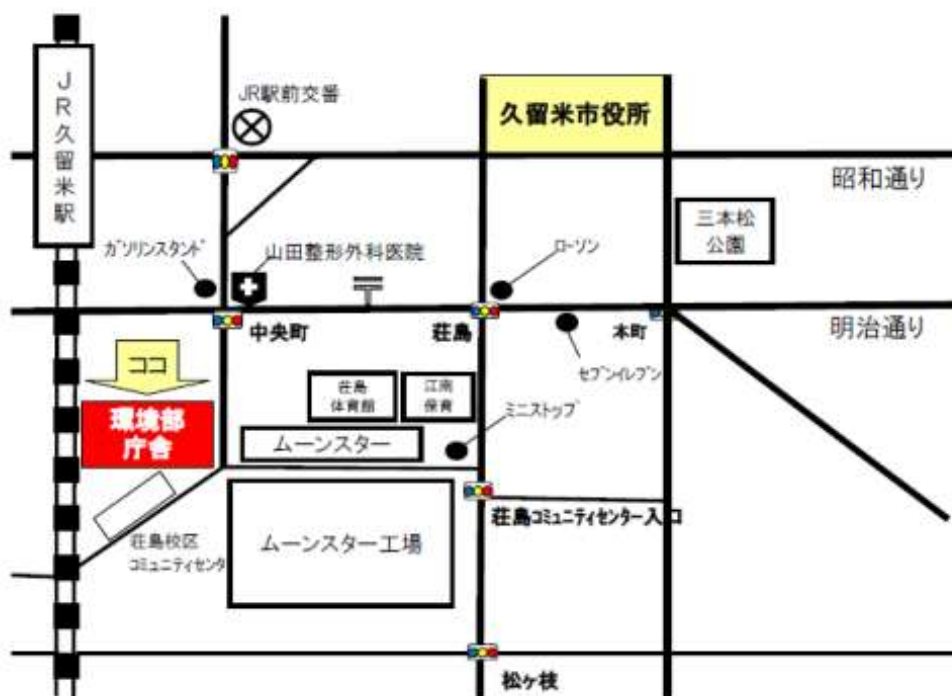 JR駅前交番
久留米市役所
JR久留米駅
昭和通り
三本松
公園
ガソリンスタンド
山田整形外科医院
ローソン
中央町
荘島
本町
明治通り
ココ
セブンイレブン
荘島
体育館
江南
保育
ミニストップ
環境部
庁舎
ムーンスター
荘島コミュニティセンター入口
荘島校区
コミュニティセンタ
ムーンスター工場
松ヶ枝